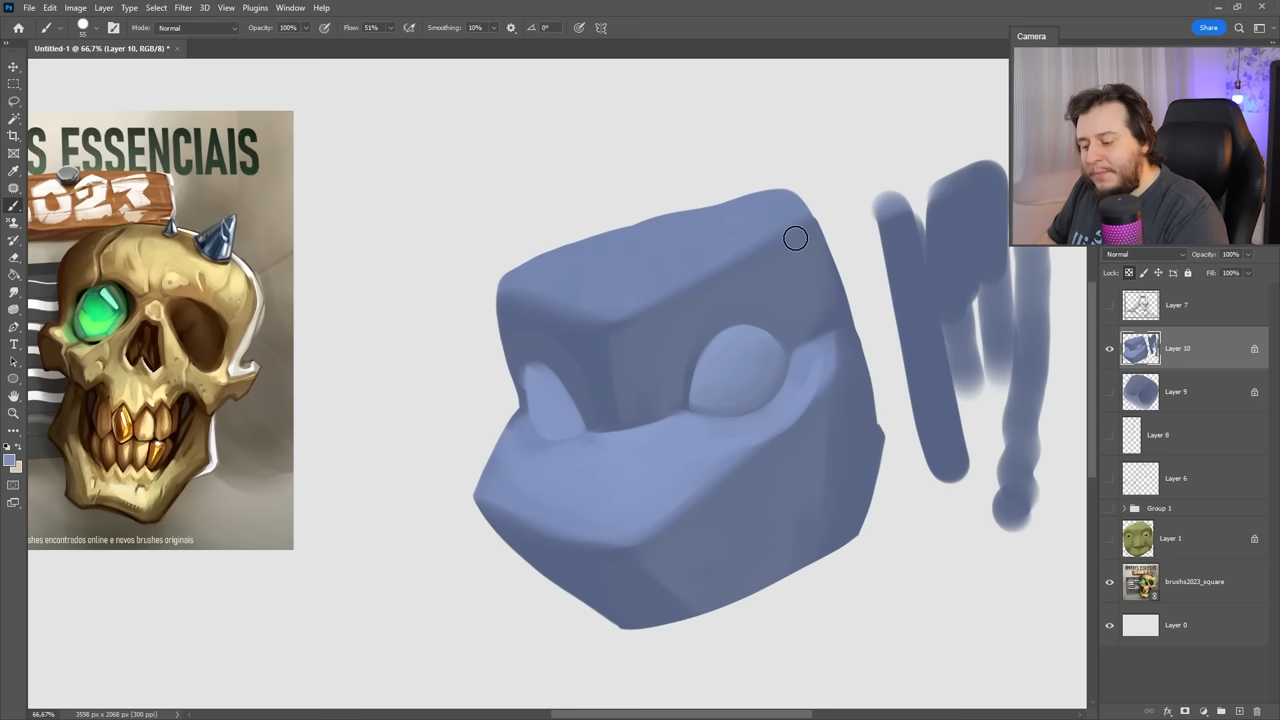 File Edit Image Layer Type Select Filter 3D View Plugins Window Help
55
Mode: Normal Opacity: 100% Flow: 51% Smoothing: 10% 0°
Share
Untitled-1 @ 66,7% (Layer 10, RGB/8) * ×
Camera
S ESSENCIAIS
023
shes encontrados online e novos brushes originais
Normal Opacity: 100%
Lock: Fill: 100%
Layer 7
Layer 10
Layer 9
Layer 8
Layer 6
Group 1
Layer 1
brushs2023_square
Layer 0
66,67% 3598 px x 2068 px (300 ppi)